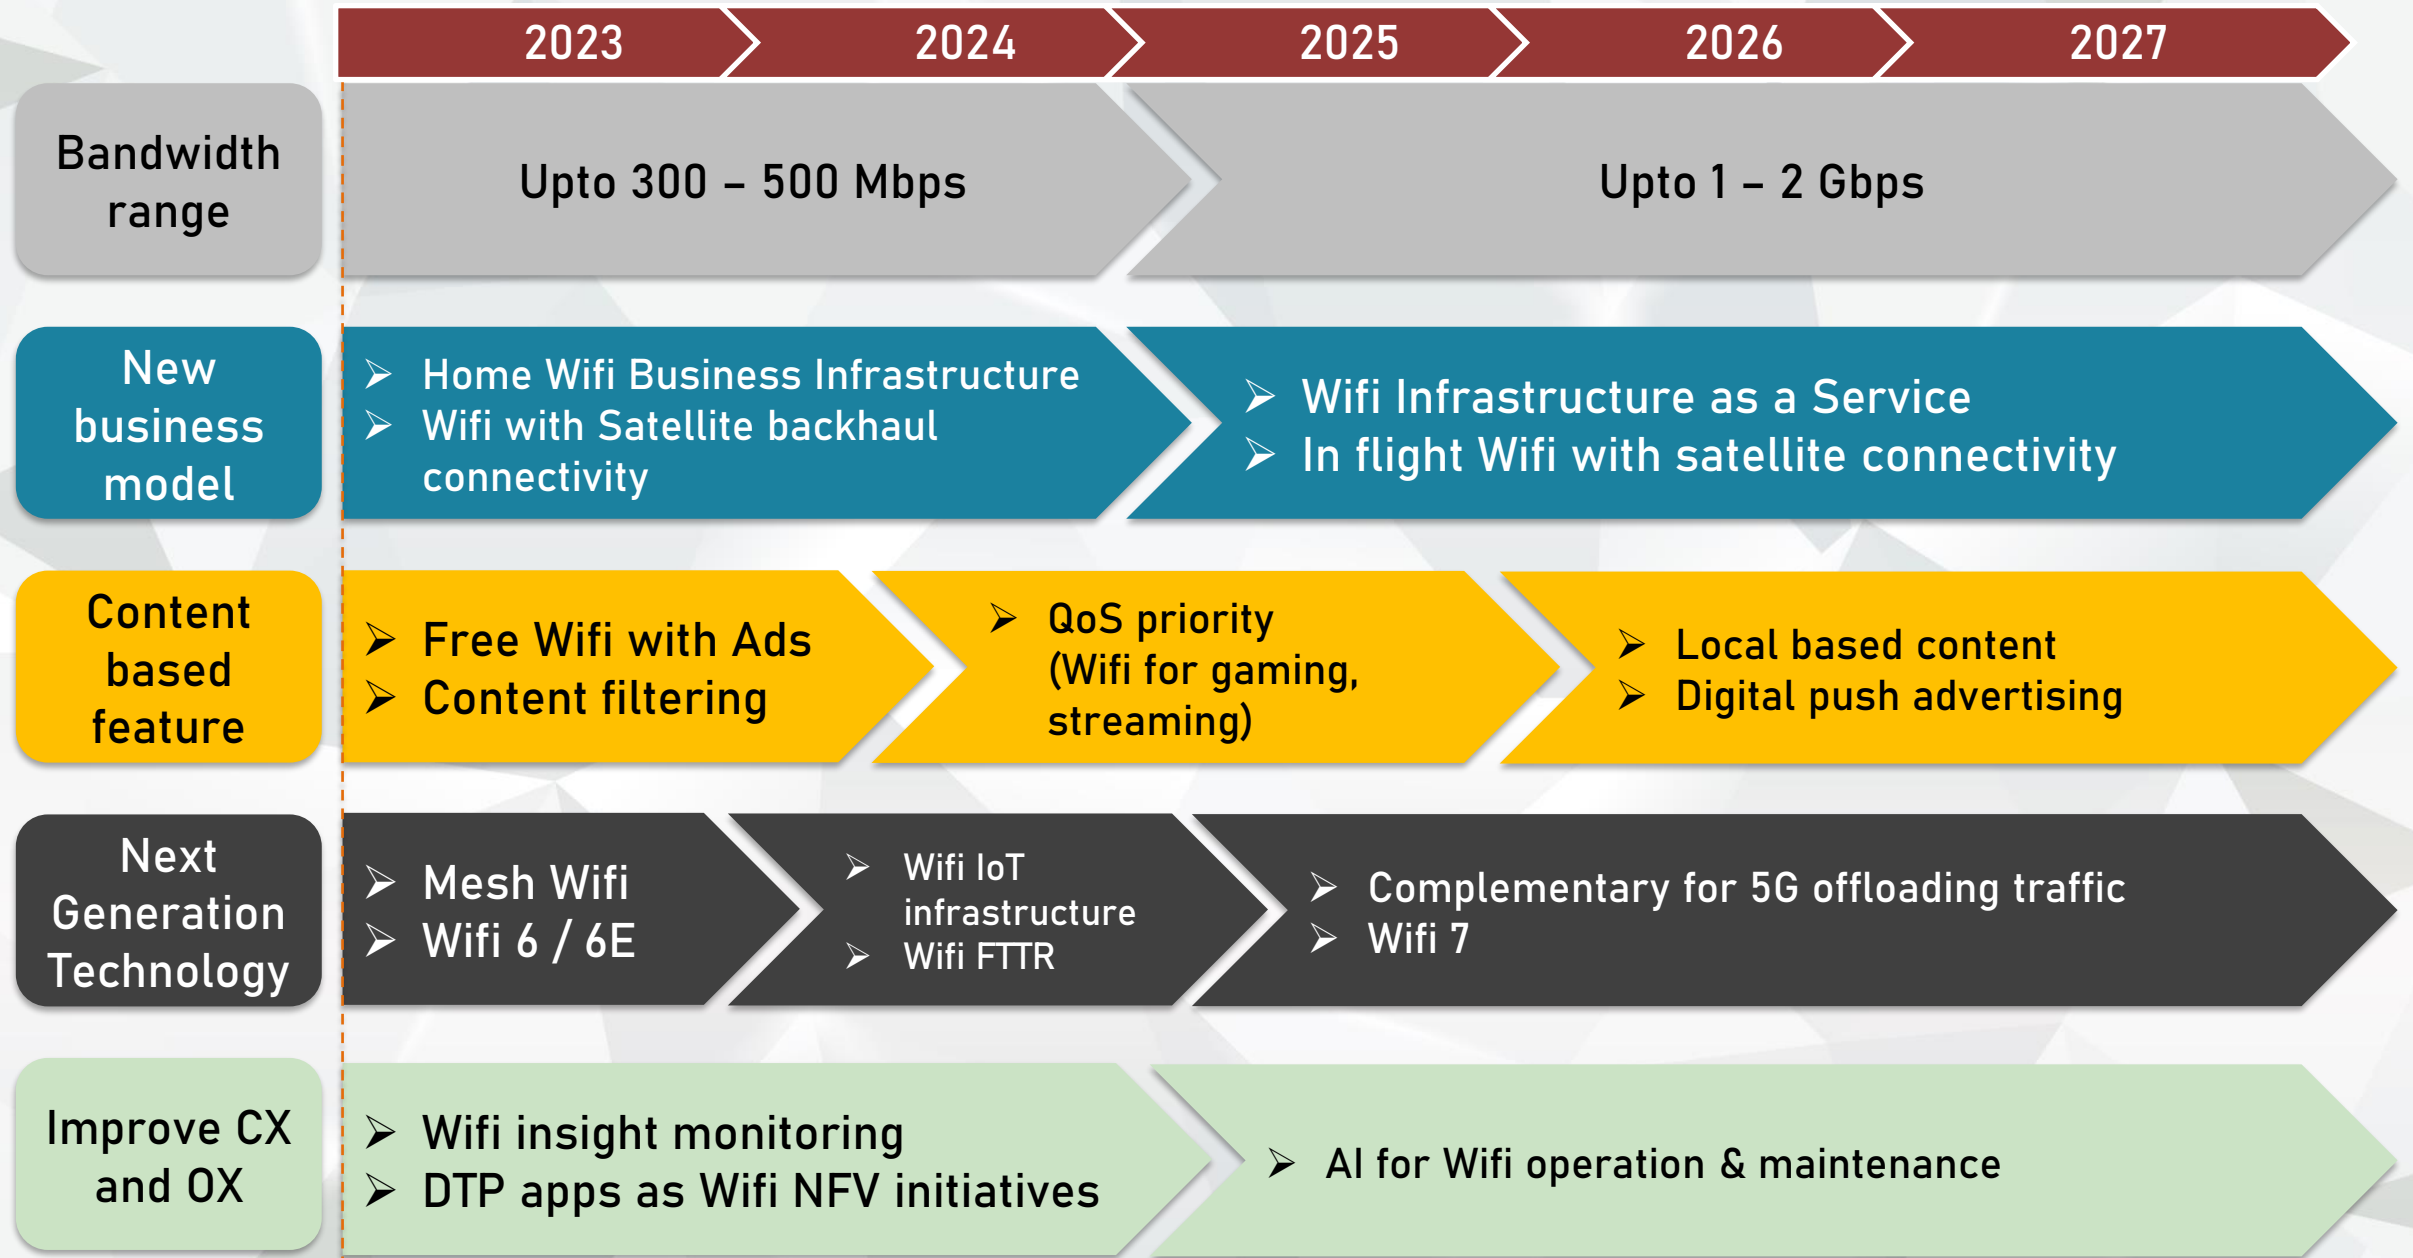 2023 2024 2025 2026 2027
Bandwidth
range
Upto 300 – 500 Mbps
Upto 1 – 2 Gbps
New
business
model
➢ Home Wifi Business Infrastructure
➢ Wifi with Satellite backhaul
connectivity
➢ Wifi Infrastructure as a Service
➢ In flight Wifi with satellite connectivity
Content
based
feature
➢ Free Wifi with Ads
➢ Content filtering
➢ QoS priority
(Wifi for gaming,
streaming)
➢ Local based content
➢ Digital push advertising
Next
Generation
Technology
➢ Mesh Wifi
➢ Wifi 6 / 6E
➢ Wifi IoT
infrastructure
➢ Wifi FTTR
➢ Complementary for 5G offloading traffic
➢ Wifi 7
Improve CX
and OX
➢ Wifi insight monitoring
➢ DTP apps as Wifi NFV initiatives
➢ AI for Wifi operation & maintenance